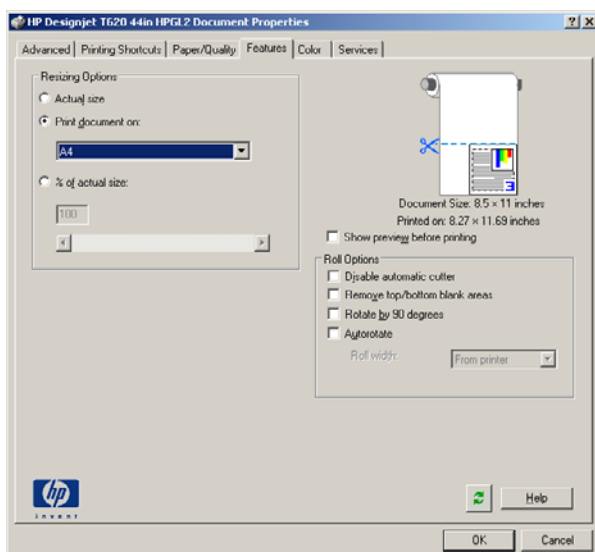 HP Designjet T620 44in HPGL2 Document Properties
Advanced
Printing Shortcuts
Paper/Quality
Features
Color
Services
Resizing Options
Actual size
Print document on:
A4
% of actual size:
100
3
Document Size: 8.5 × 11 inches
Printed on: 8.27 × 11.69 inches
Show preview before printing
Roll Options
Disable automatic cutter
Remove top/bottom blank areas
Rotate by 90 degrees
Autorotate
Roll width:
From printer
hp
invent
Help
OK
Cancel